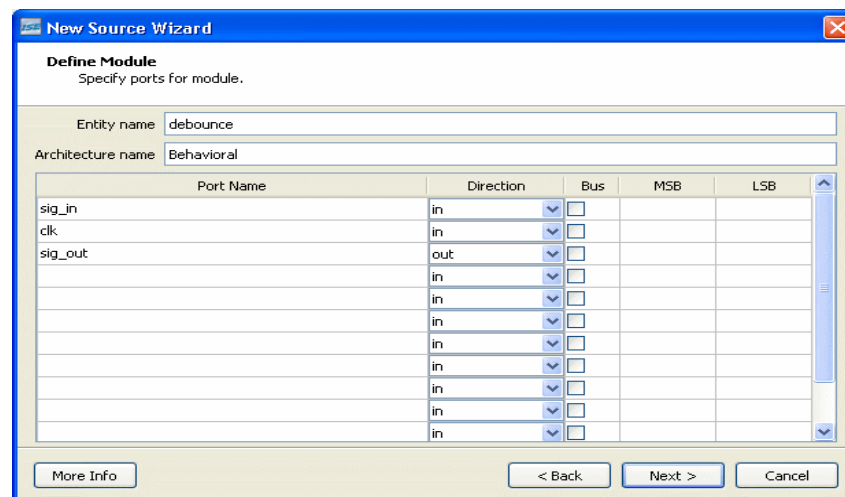 ISE New Source Wizard
Define Module
Specify ports for module.
Entity name debounce
Architecture name Behavioral
Port Name Direction Bus MSB LSB
sig_in in
clk in
sig_out out
in
in
in
in
in
in
in
in
More Info < Back Next > Cancel